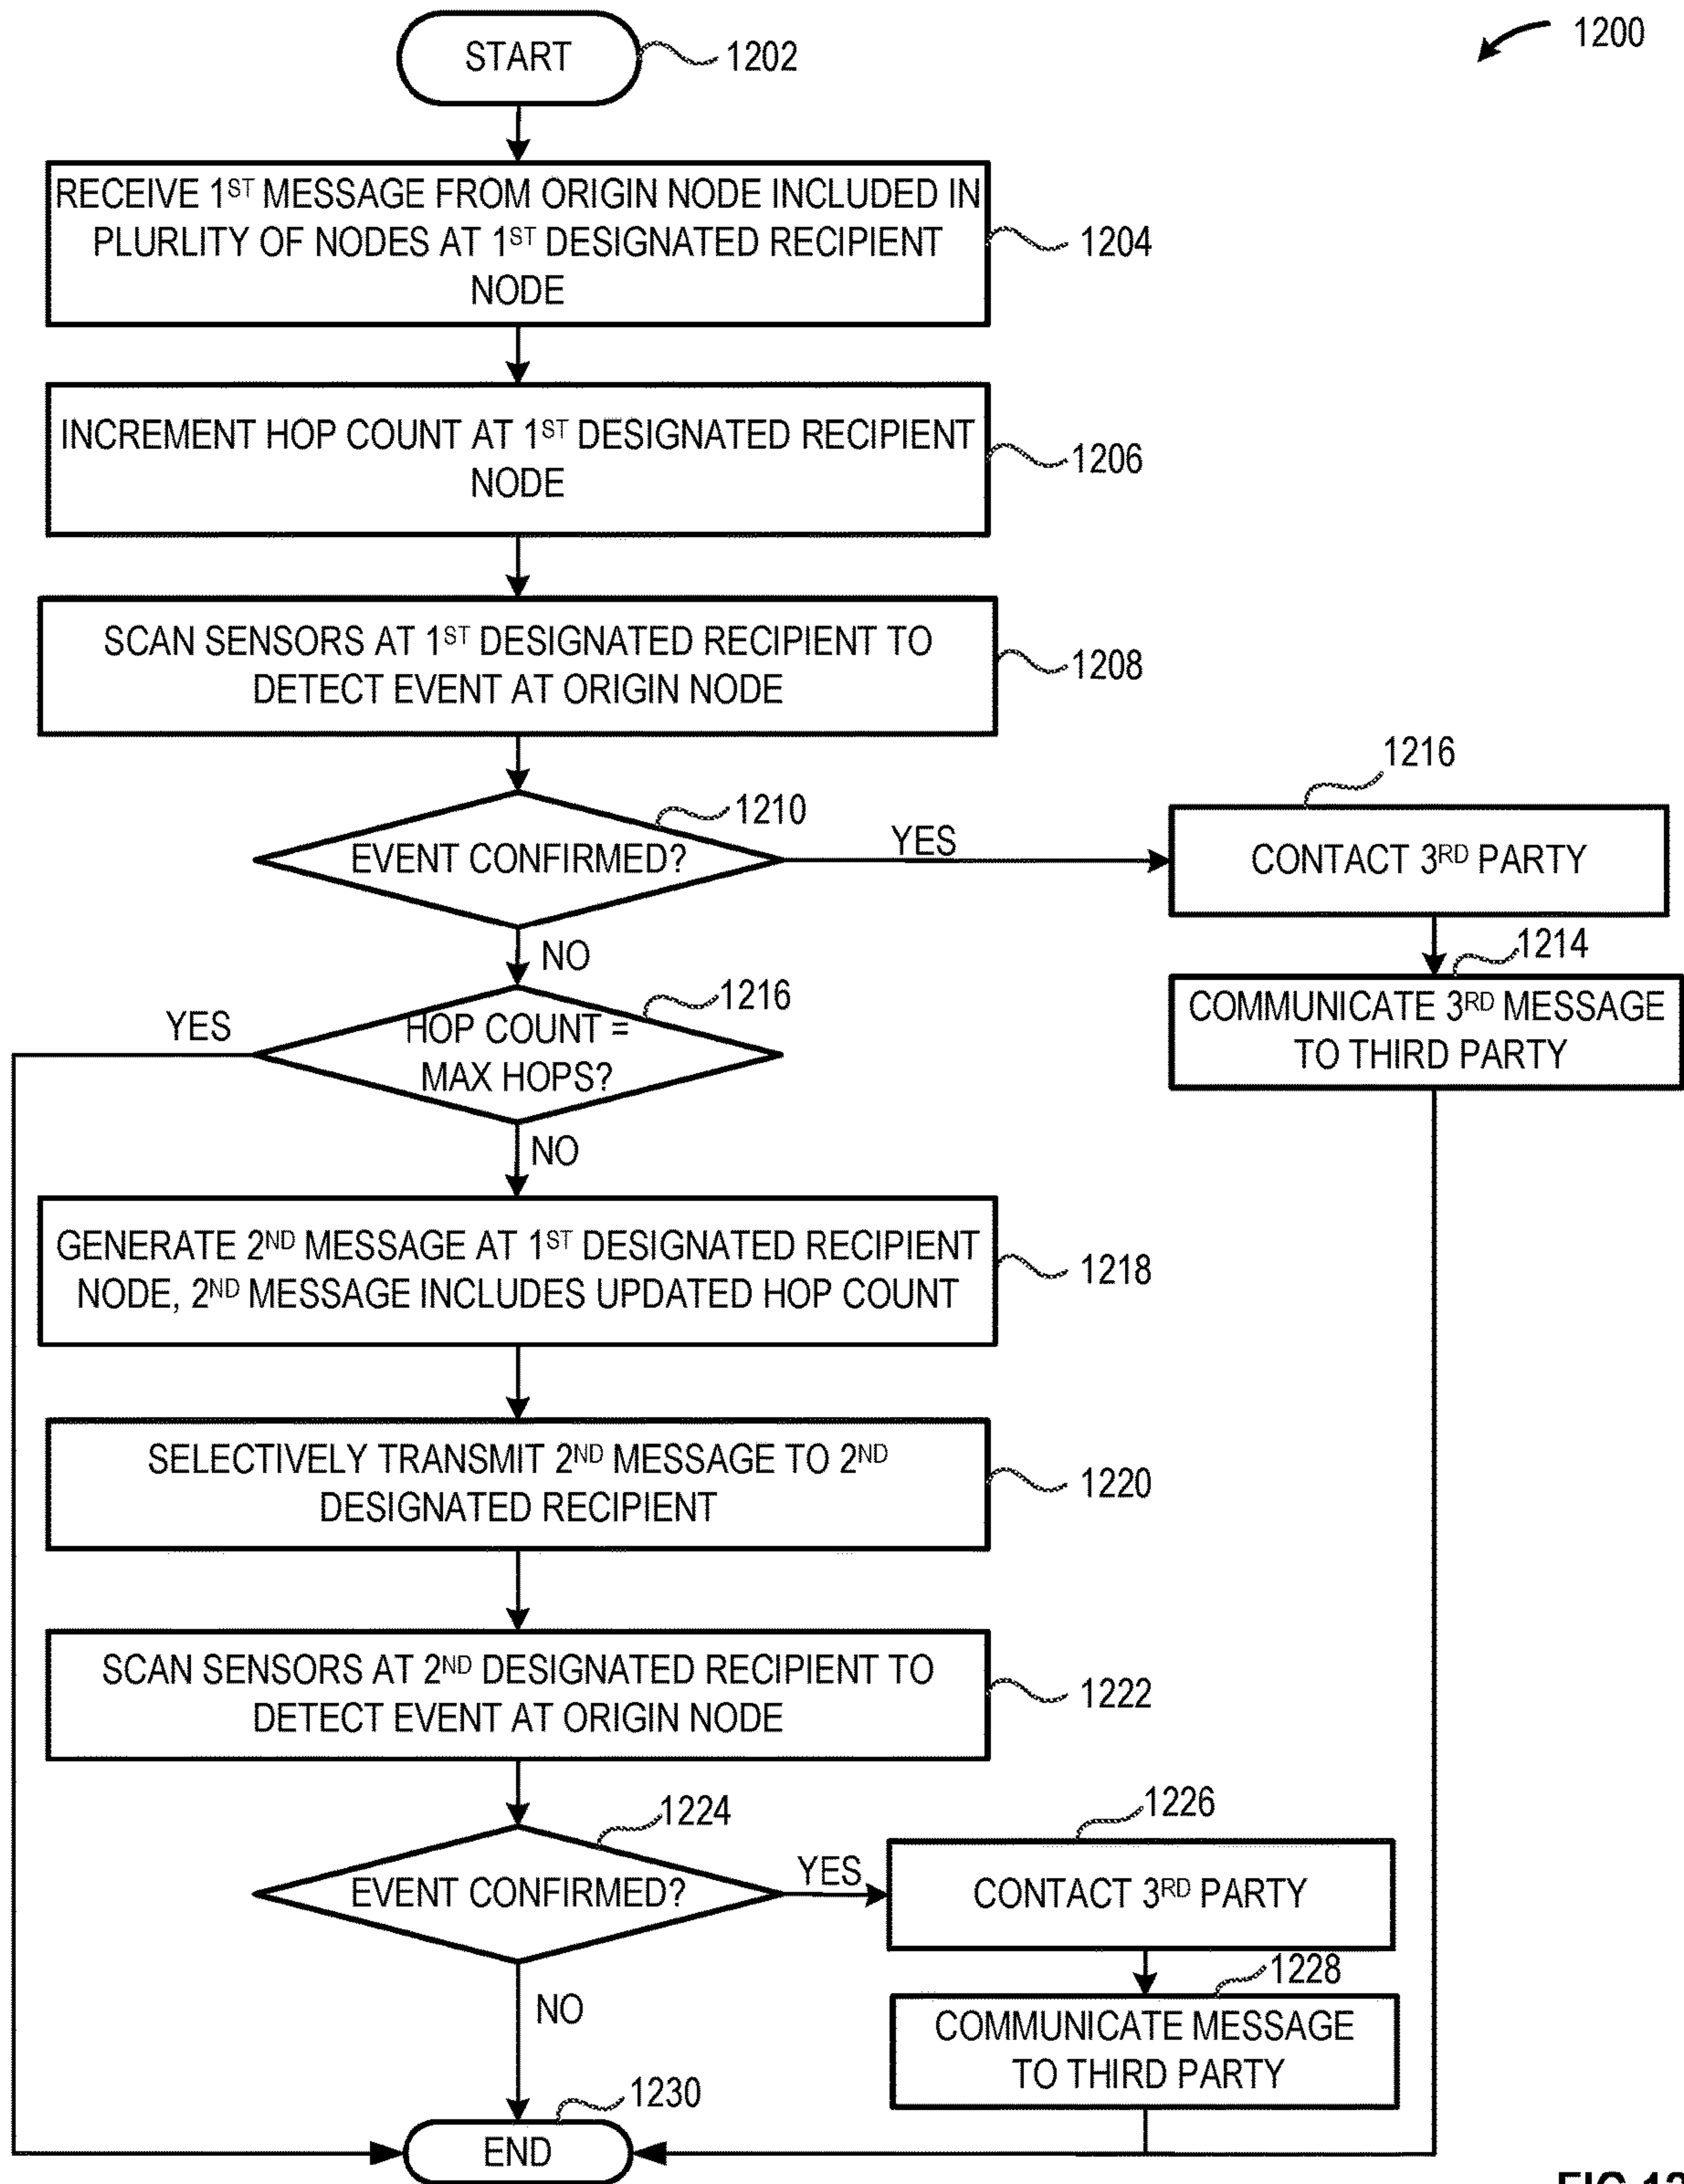 1200
START
1202
RECEIVE 1ST MESSAGE FROM ORIGIN NODE INCLUDED IN
PLURLITY OF NODES AT 1ST DESIGNATED RECIPIENT
NODE
1204
INCREMENT HOP COUNT AT 1ST DESIGNATED RECIPIENT
NODE
1206
SCAN SENSORS AT 1ST DESIGNATED RECIPIENT TO
DETECT EVENT AT ORIGIN NODE
1208
1210
EVENT CONFIRMED?
YES
1216
CONTACT 3RD PARTY
NO
1214
COMMUNICATE 3RD MESSAGE
TO THIRD PARTY
1216
YES
HOP COUNT =
MAX HOPS?
NO
GENERATE 2ND MESSAGE AT 1ST DESIGNATED RECIPIENT
NODE, 2ND MESSAGE INCLUDES UPDATED HOP COUNT
1218
SELECTIVELY TRANSMIT 2ND MESSAGE TO 2ND
DESIGNATED RECIPIENT
1220
SCAN SENSORS AT 2ND DESIGNATED RECIPIENT TO
DETECT EVENT AT ORIGIN NODE
1222
1224
EVENT CONFIRMED?
YES
1226
CONTACT 3RD PARTY
NO
1228
COMMUNICATE MESSAGE
TO THIRD PARTY
1230
END
FIG 12